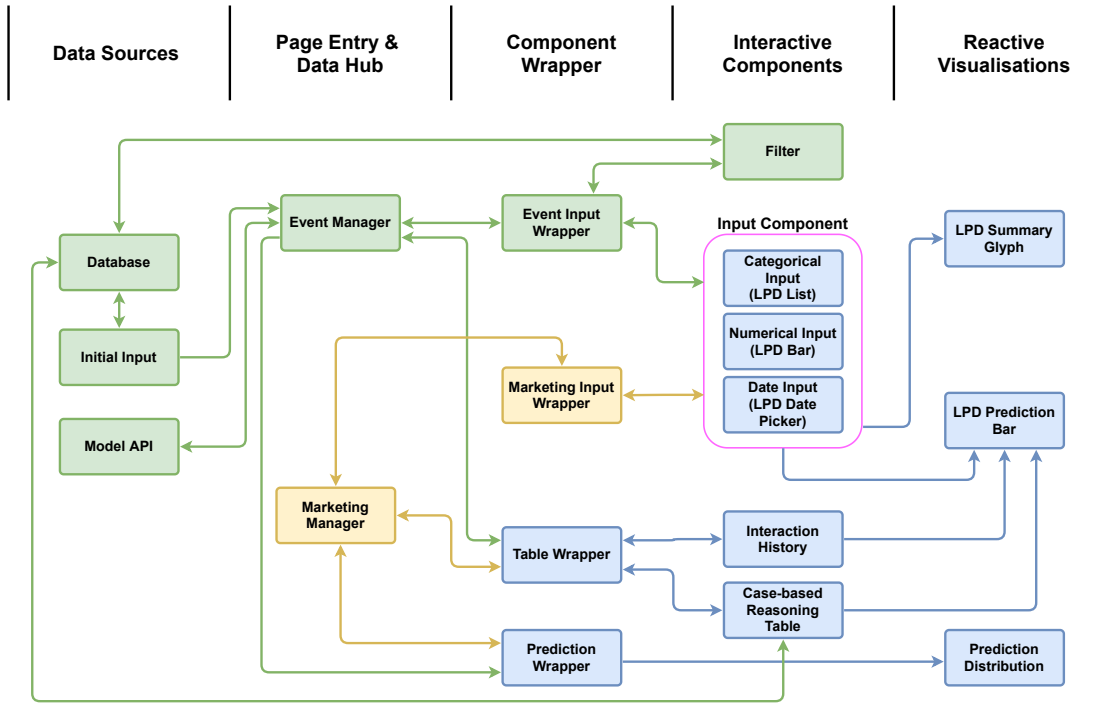 Data Sources
Page Entry &
Data Hub
Component
Wrapper
Interactive
Components
Reactive
Visualisations
Filter
Event Manager
Event Input
Wrapper
Input Component
LPD Summary
Glyph
Database
Categorical
Input
(LPD List)
Initial Input
Numerical Input
(LPD Bar)
Marketing Input
Wrapper
Date Input
(LPD Date
Picker)
LPD Prediction
Bar
Model API
Marketing
Manager
Table Wrapper
Interaction
History
Case-based
Reasoning
Table
Prediction
Wrapper
Prediction
Distribution